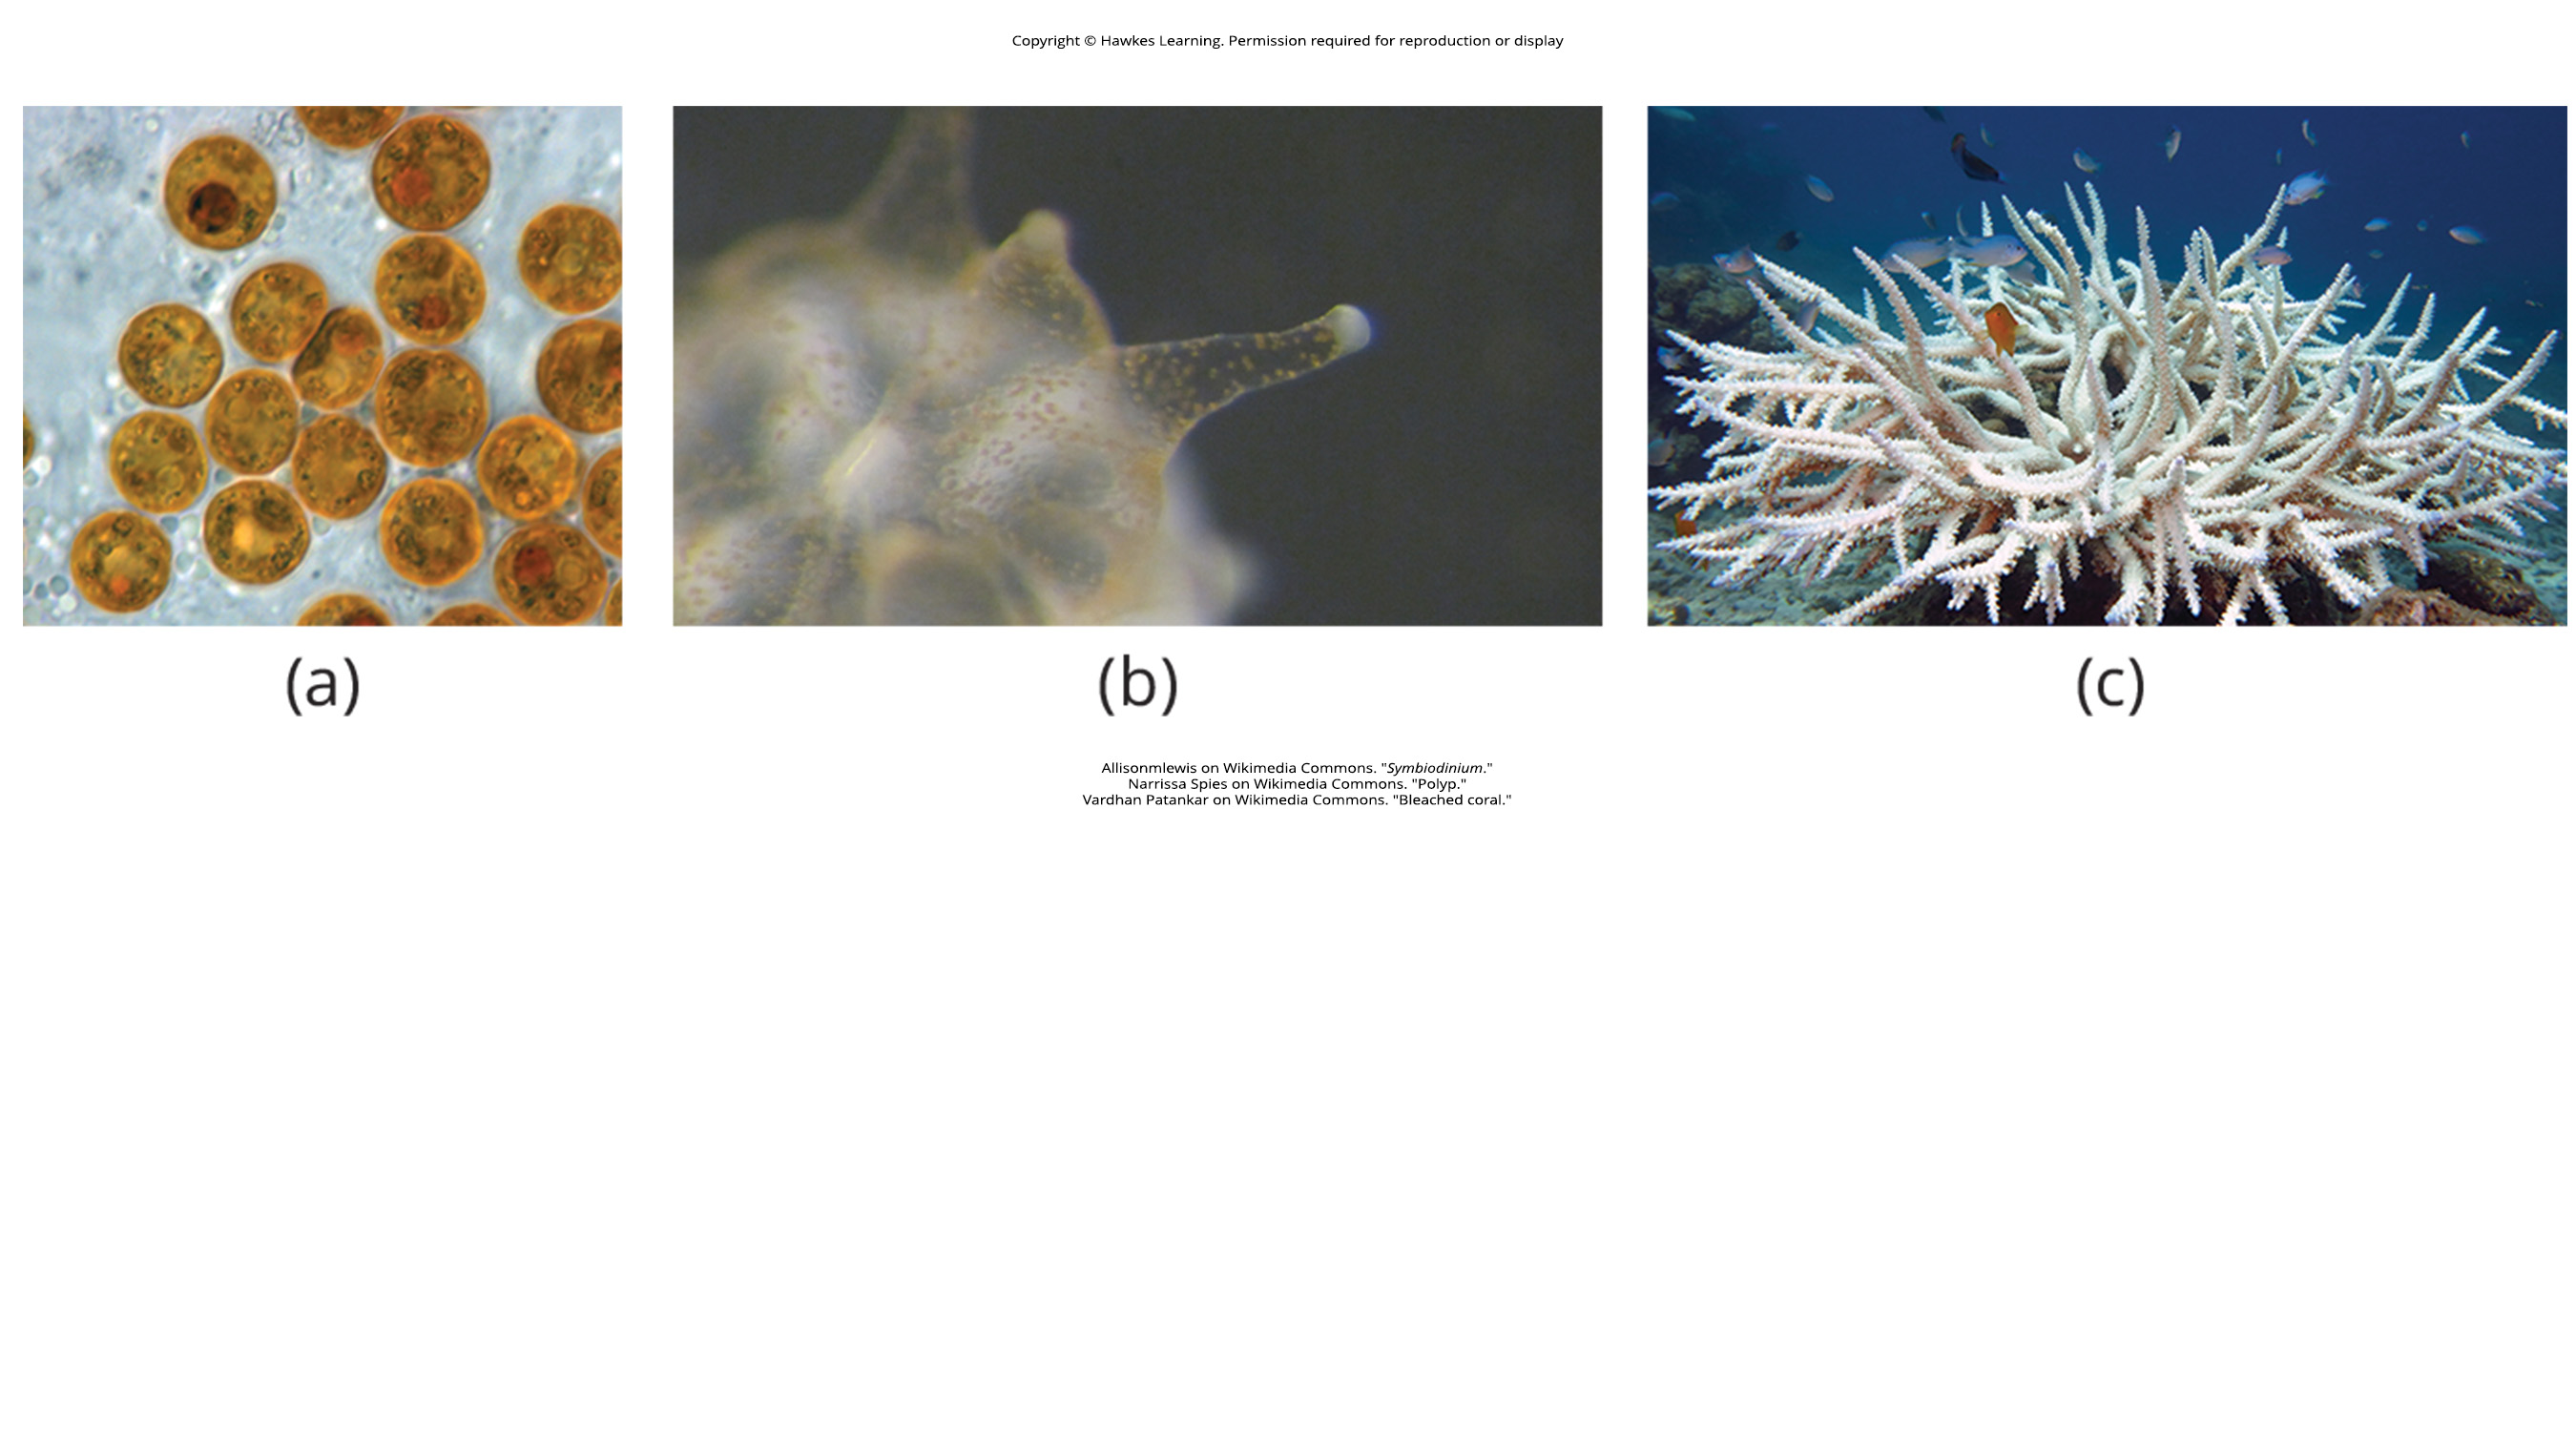 Copyright © Hawkes Learning. Permission required for reproduction or display
(a)
(b)
(c)
Allisonmlewis on Wikimedia Commons. "Symbiodinium."
Narrissa Spies on Wikimedia Commons. "Polyp."
Vardhan Patankar on Wikimedia Commons. "Bleached coral."